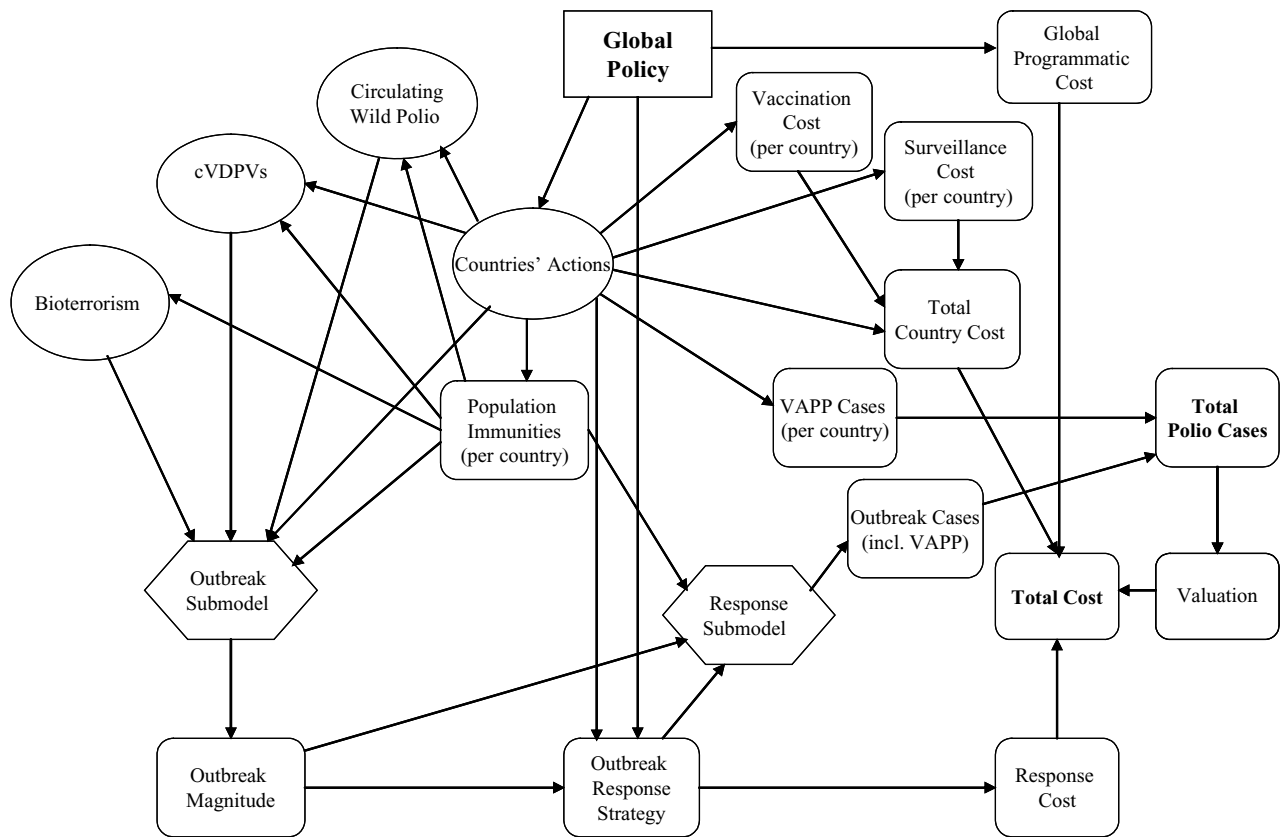 Global
Policy
Global
Programmatic
Cost
Circulating
Wild Polio
Vaccination
Cost
(per country)
Surveillance
Cost
(per country)
cVDPVs
Countries’ Actions
Bioterrorism
Total
Country Cost
Population
Immunities
(per country)
VAPP Cases
(per country)
Total
Polio Cases
Outbreak Cases
(incl. VAPP)
Outbreak
Submodel
Response
Submodel
Total Cost
Valuation
Outbreak
Magnitude
Outbreak
Response
Strategy
Response
Cost